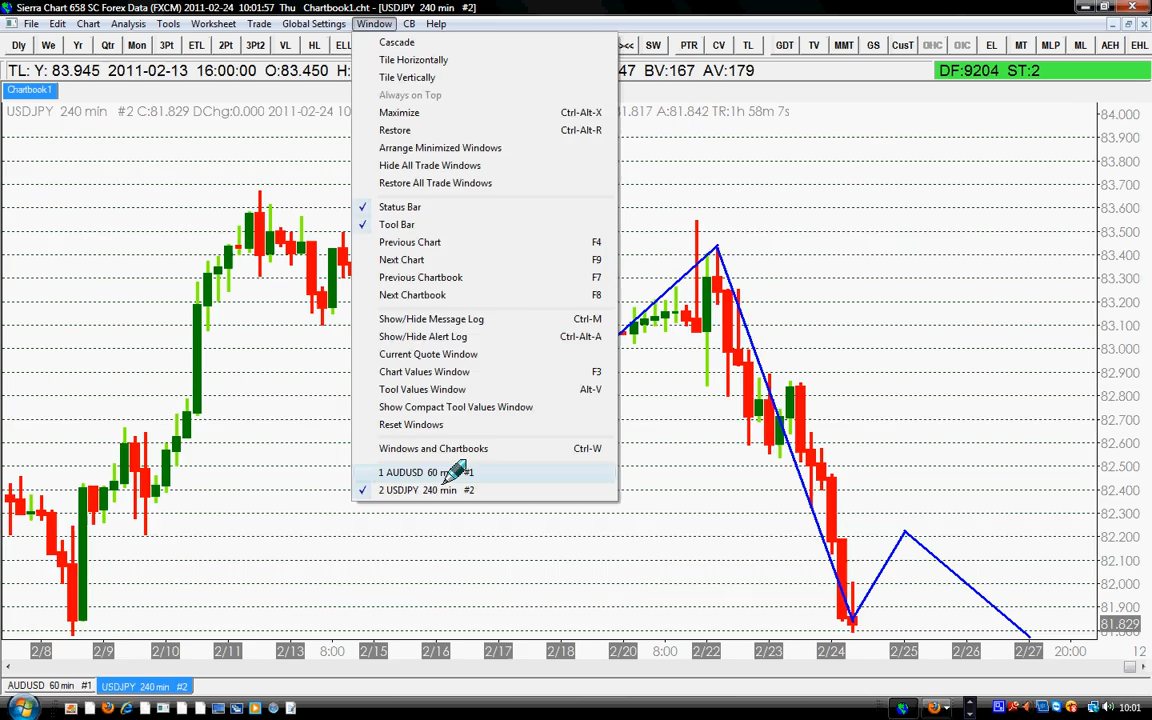 Sierra Chart 658 SC Forex Data (FXCM) 2011-02-24 10:01:57 Thu Chartbook1.cht - [USDJPY 240 min #2]
File Edit Chart Analysis Tools Worksheet Trade Global Settings Window CB Help
Dly We Yr Qtr Mon 3Pt ETL 2Pt 3Pt2 VL HL ELL ><< SW PTR CV TL GDT TV MMT GS CusT OHC OIC EL MT MLP ML AEH EHL
TL: Y: 83.945 2011-02-13 16:00:00 O:83.450 H: 47 BV:167 AV:179 DF:9204 ST:2
Chartbook1
USDJPY 240 min #2 C:81.829 DChg:0.000 2011-02-24 10:0 .817 A:81.842 TR:1h 58m 7s
Cascade
Tile Horizontally
Tile Vertically
Always on Top
Maximize Ctrl-Alt-X
Restore Ctrl-Alt-R
Arrange Minimized Windows
Hide All Trade Windows
Restore All Trade Windows
Status Bar
Tool Bar
Previous Chart F4
Next Chart F9
Previous Chartbook F7
Next Chartbook F8
Show/Hide Message Log Ctrl-M
Show/Hide Alert Log Ctrl-Alt-A
Current Quote Window
Chart Values Window F3
Tool Values Window Alt-V
Show Compact Tool Values Window
Reset Windows
Windows and Chartbooks Ctrl-W
1 AUDUSD 60 m #1
2 USDJPY 240 min #2
84.000
83.900
83.800
83.700
83.600
83.500
83.400
83.300
83.200
83.100
83.000
82.900
82.800
82.700
82.600
82.500
82.400
82.300
82.200
82.100
82.000
81.900
81.829
2/8 2/9 2/10 2/11 2/13 8:00 2/15 2/16 2/17 2/18 2/20 8:00 2/22 2/23 2/24 2/25 2/26 2/27 20:00 12
AUDUSD 60 min #1 USDJPY 240 min #2
10:01